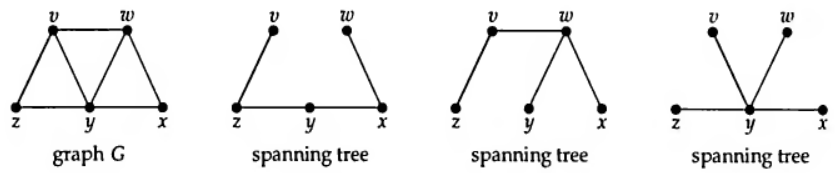 v w v w v w v w
z y x z y x z y x z y x
graph G spanning tree spanning tree spanning tree